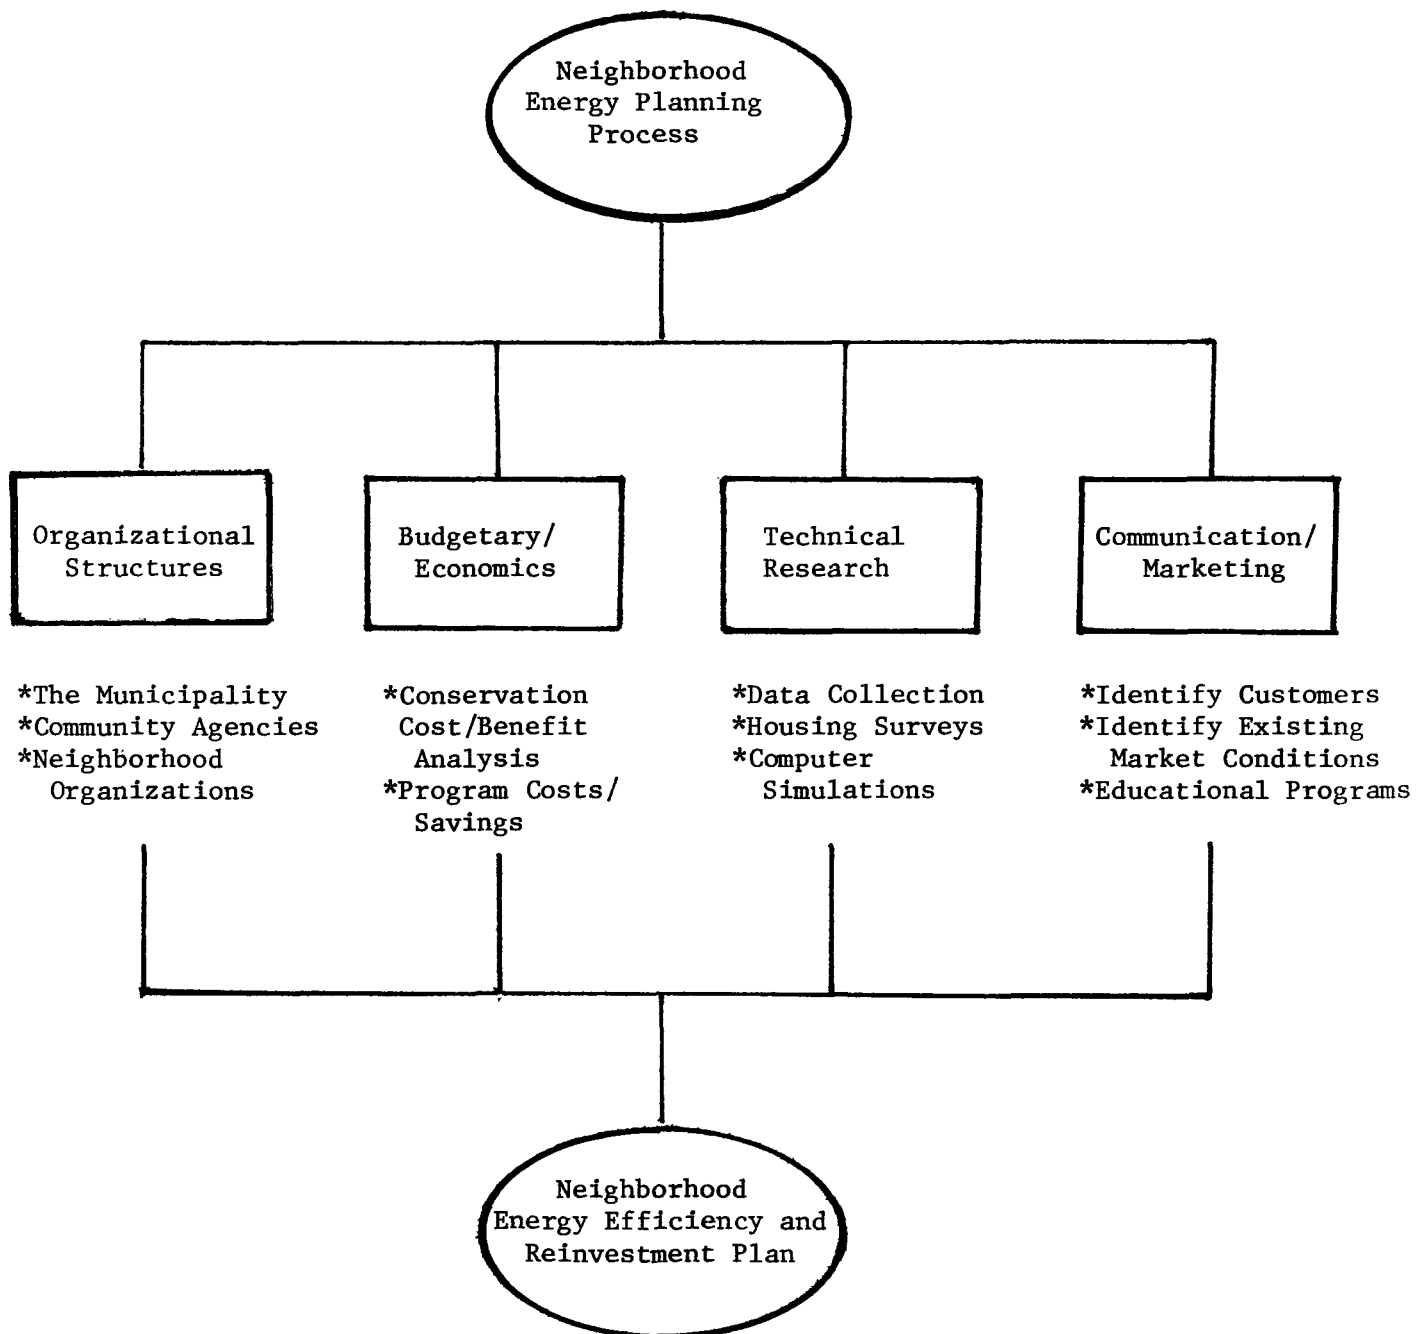 Neighborhood
Energy Planning
Process
Organizational
Structures
Budgetary/
Economics
Technical
Research
Communication/
Marketing
*The Municipality
*Community Agencies
*Neighborhood
Organizations
*Conservation
Cost/Benefit
Analysis
*Program Costs/
Savings
*Data Collection
*Housing Surveys
*Computer
Simulations
*Identify Customers
*Identify Existing
Market Conditions
*Educational Programs
Neighborhood
Energy Efficiency and
Reinvestment Plan